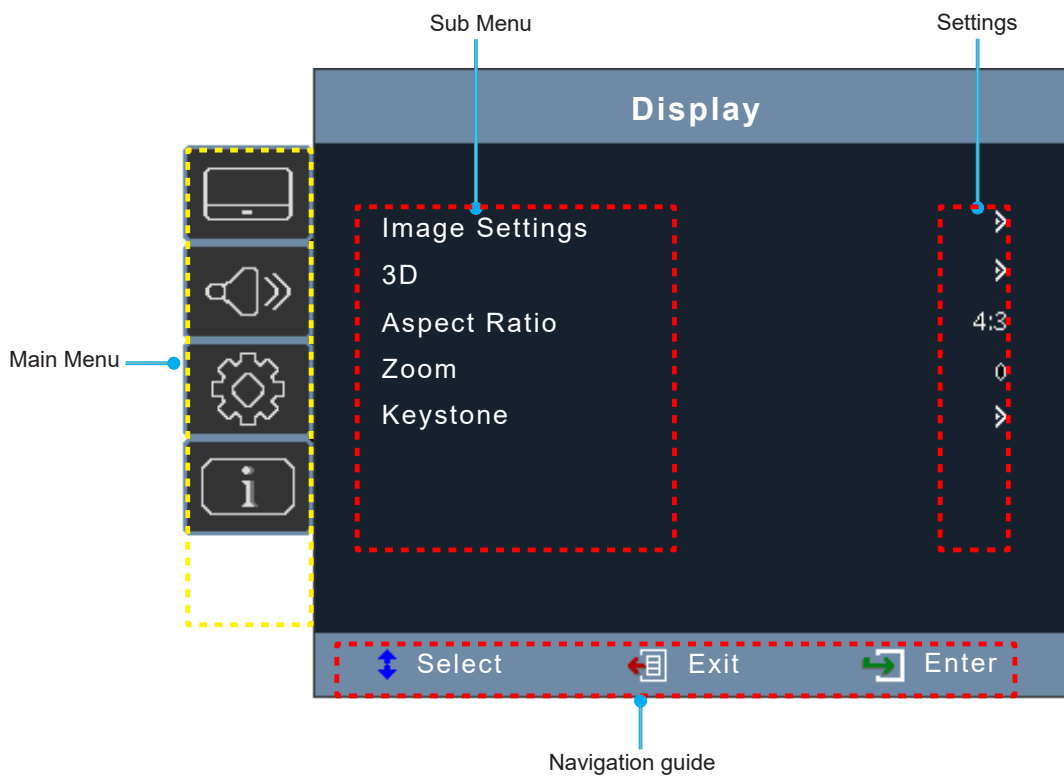 Sub Menu
Settings
Display
Image Settings
3D
Aspect Ratio 4:3
Main Menu
Zoom 0
Keystone
i
Select Exit Enter
Navigation guide